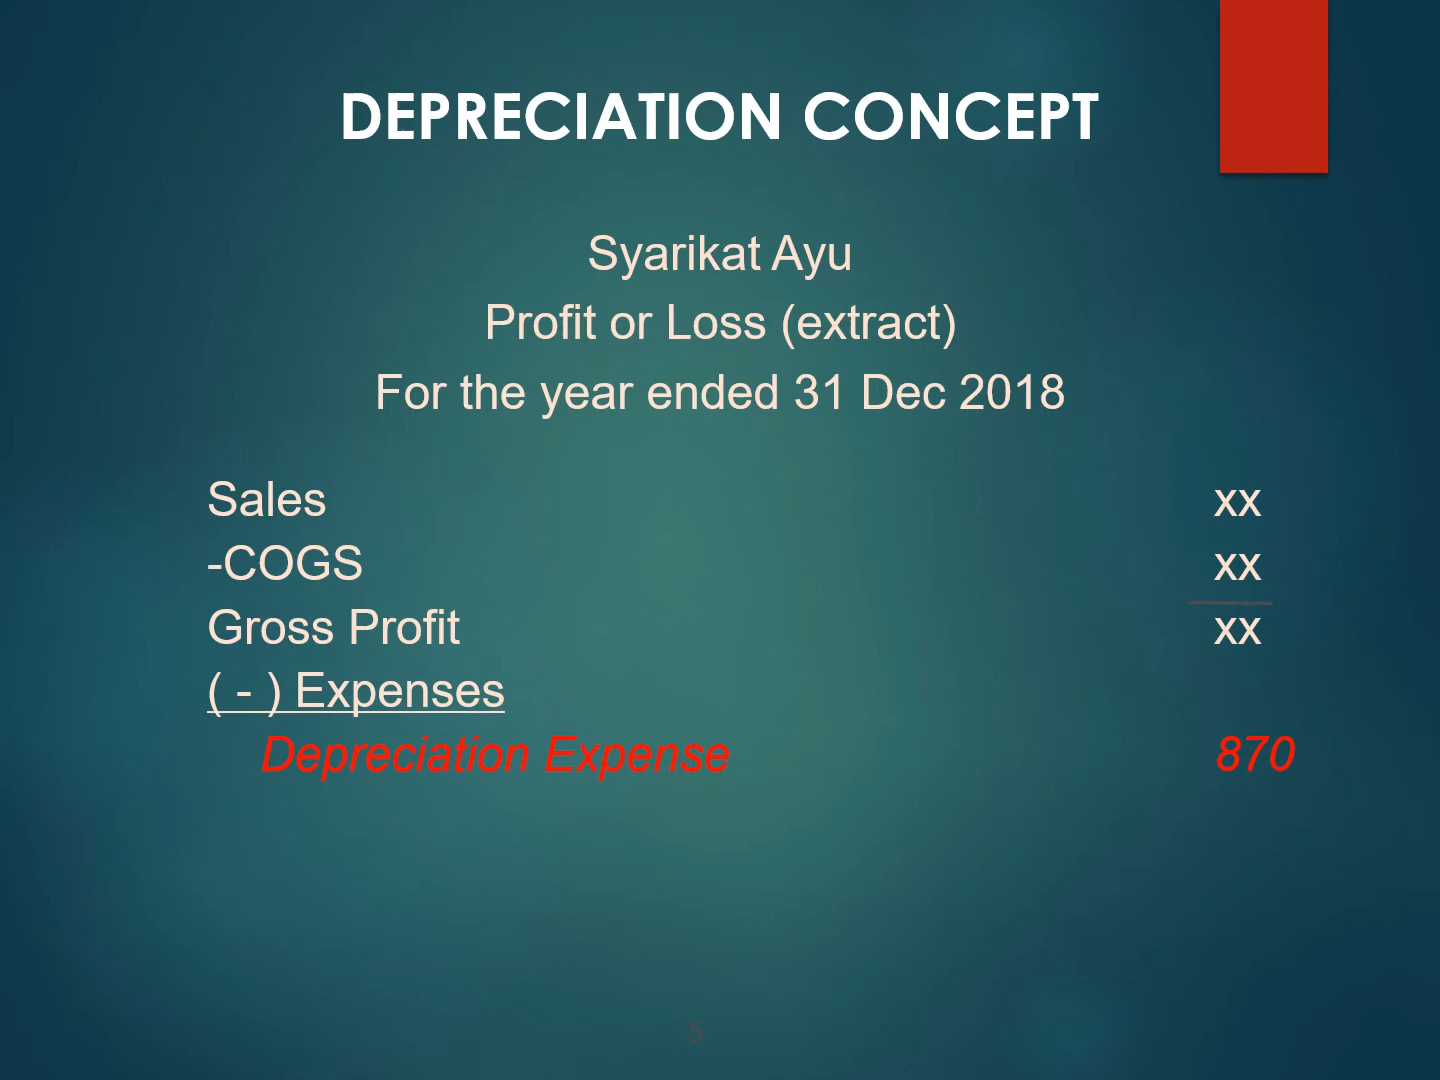 DEPRECIATION CONCEPT
Syarikat Ayu
Profit or Loss (extract)
For the year ended 31 Dec 2018
Sales xx
-COGS xx
Gross Profit xx
( - ) Expenses
Depreciation Expense 870
5